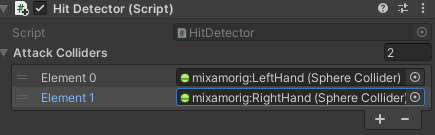 Hit Detector (Script)
Script HitDetector
Attack Colliders 2
Element 0 mixamorig:LeftHand (Sphere Collider)
Element 1 mixamorig:RightHand (Sphere Collider)